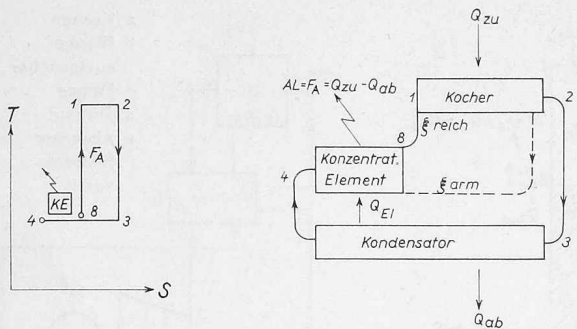 T
1
2
F_A
KE
4
8
3
S
Q_zu
AL=F_A=Q_zu-Q_ab
1
Kocher
2
ξ reich
8
Konzentrat.
Element
4
ξ arm
Q_El
Kondensator
3
Q_ab